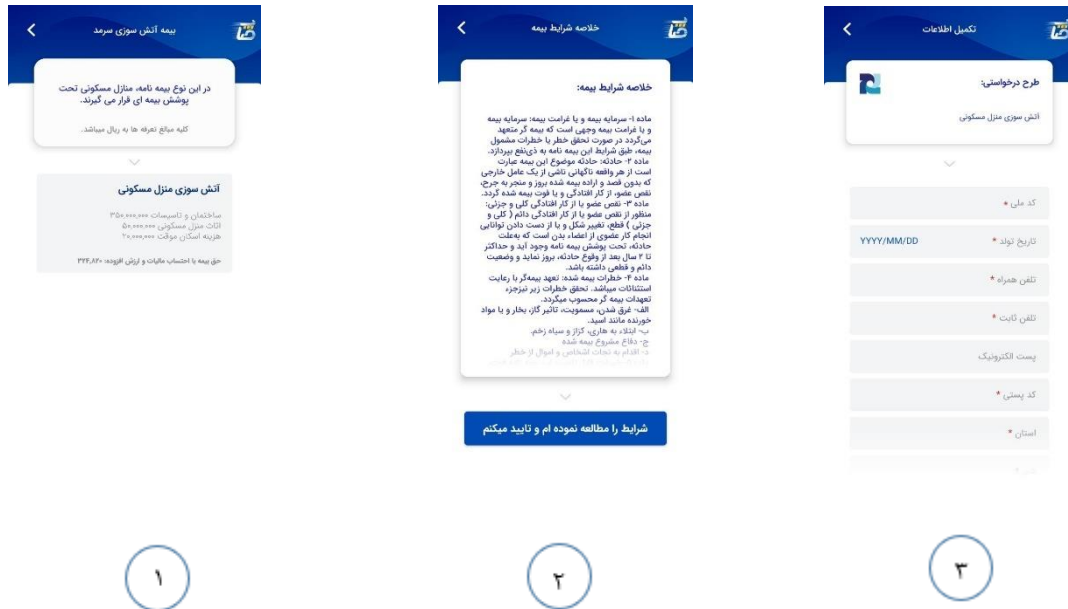 بیمه آتش سوزی سرمد
در این نوع بیمه نامه، منازل مسکونی تحت
پوشش بیمه ای قرار می گیرند.
کلیه مبالغ تعرفه ها به ریال میباشد.
آتش سوزی منزل مسکونی
ساختمان و تاسیسات ۳۵۰,۰۰۰,۰۰۰
اثاث منزل مسکونی ۵۰,۰۰۰,۰۰۰
هزینه اسکان موقت ۲۰,۰۰۰,۰۰۰
حق بیمه با احتساب مالیات و ارزش افزوده: ۳۲۴,۸۲۰
۱
خلاصه شرایط بیمه
خلاصه شرایط بیمه:
ماده ۱- سرمایه بیمه و یا غرامت بیمه: سرمایه بیمه
و یا غرامت بیمه وجهی است که بیمه گر متعهد
می‌گردد در صورت تحقق خطر یا خطرات مشمول
بیمه، طبق شرایط این بیمه نامه به ذی‌نفع بپردازد.
ماده ۲- حادثه: حادثه موضوع این بیمه عبارت
است از هر واقعه ناگهانی ناشی از یک عامل خارجی
که بدون قصد و اراده بیمه شده بروز و منجر به جرح،
نقص عضو، از کار افتادگی و یا فوت بیمه شده گردد.
ماده ۳- نقص عضو یا از کار افتادگی کلی و جزئی:
منظور از نقص عضو یا از کار افتادگی دائم ( کلی و
جزئی ) قطع، تغییر شکل و یا از دست دادن توانایی
انجام کار عضوی از اعضاء بدن است که به‌علت
حادثه، تحت پوشش بیمه نامه وجود آید و حداکثر
تا ۲ سال بعد از وقوع حادثه، بروز نماید و وضعیت
دائم و قطعی داشته باشد.
ماده ۴- خطرات بیمه شده: تعهد بیمه‌گر با رعایت
استثنائات میباشد. تحقق خطرات زیر نیزجزء
تعهدات بیمه گر محسوب میگردد.
الف- غرق شدن، مسمویت، تاثیر گاز، بخار و یا مواد
خورنده مانند اسید.
ب- ابتلاء به هاری، کزاز و سیاه زخم.
ج- دفاع مشروع بیمه شده
د- اقدام به نجات اشخاص و اموال از خطر
شرایط را مطالعه نموده ام و تایید میکنم
۲
تکمیل اطلاعات
طرح درخواستی:
آتش سوزی منزل مسکونی
کد ملی *
تاریخ تولد * YYYY/MM/DD
تلفن همراه *
تلفن ثابت *
پست الکترونیک
کد پستی *
استان *
۳